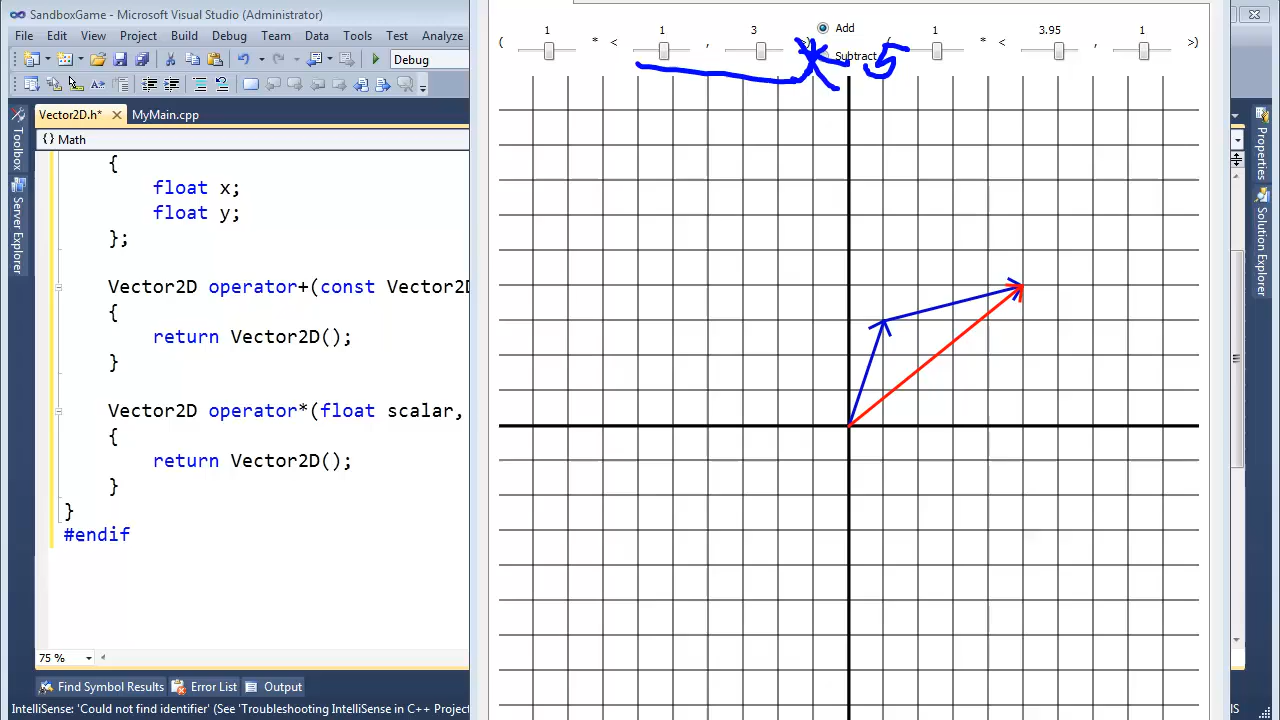 SandboxGame - Microsoft Visual Studio (Administrator)
File Edit View Project Build Debug Team Data Tools Test Analyze
Debug
Vector2D.h* MyMain.cpp
{} Math
{
float x;
float y;
};
Vector2D operator+(const Vector2D
{
return Vector2D();
}
Vector2D operator*(float scalar,
{
return Vector2D();
}
}
#endif
75 %
Find Symbol Results Error List Output
IntelliSense: 'Could not find identifier' (See 'Troubleshooting IntelliSense in C++ Project
Toolbox
Server Explorer
1 1 3 Add 1 3.95 1
( * < , >) ( * < , >)
Subtract
* 5
Properties
Solution Explorer